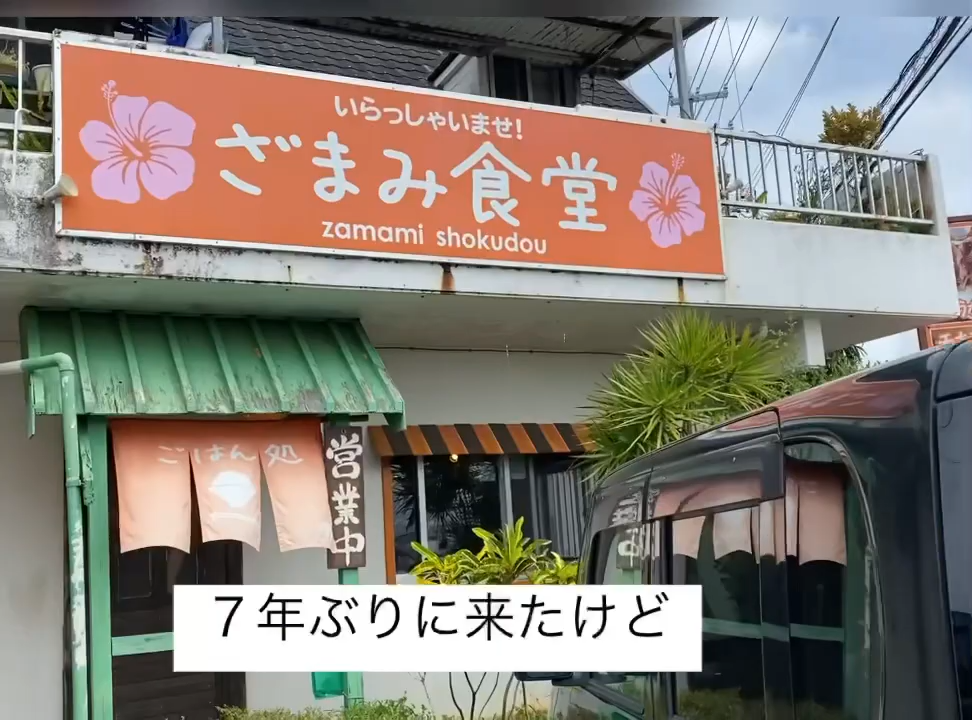 いらっしゃいませ!
ざまみ食堂
zamami shokudou
ごはん処
営業中
7年ぶりに来たけど